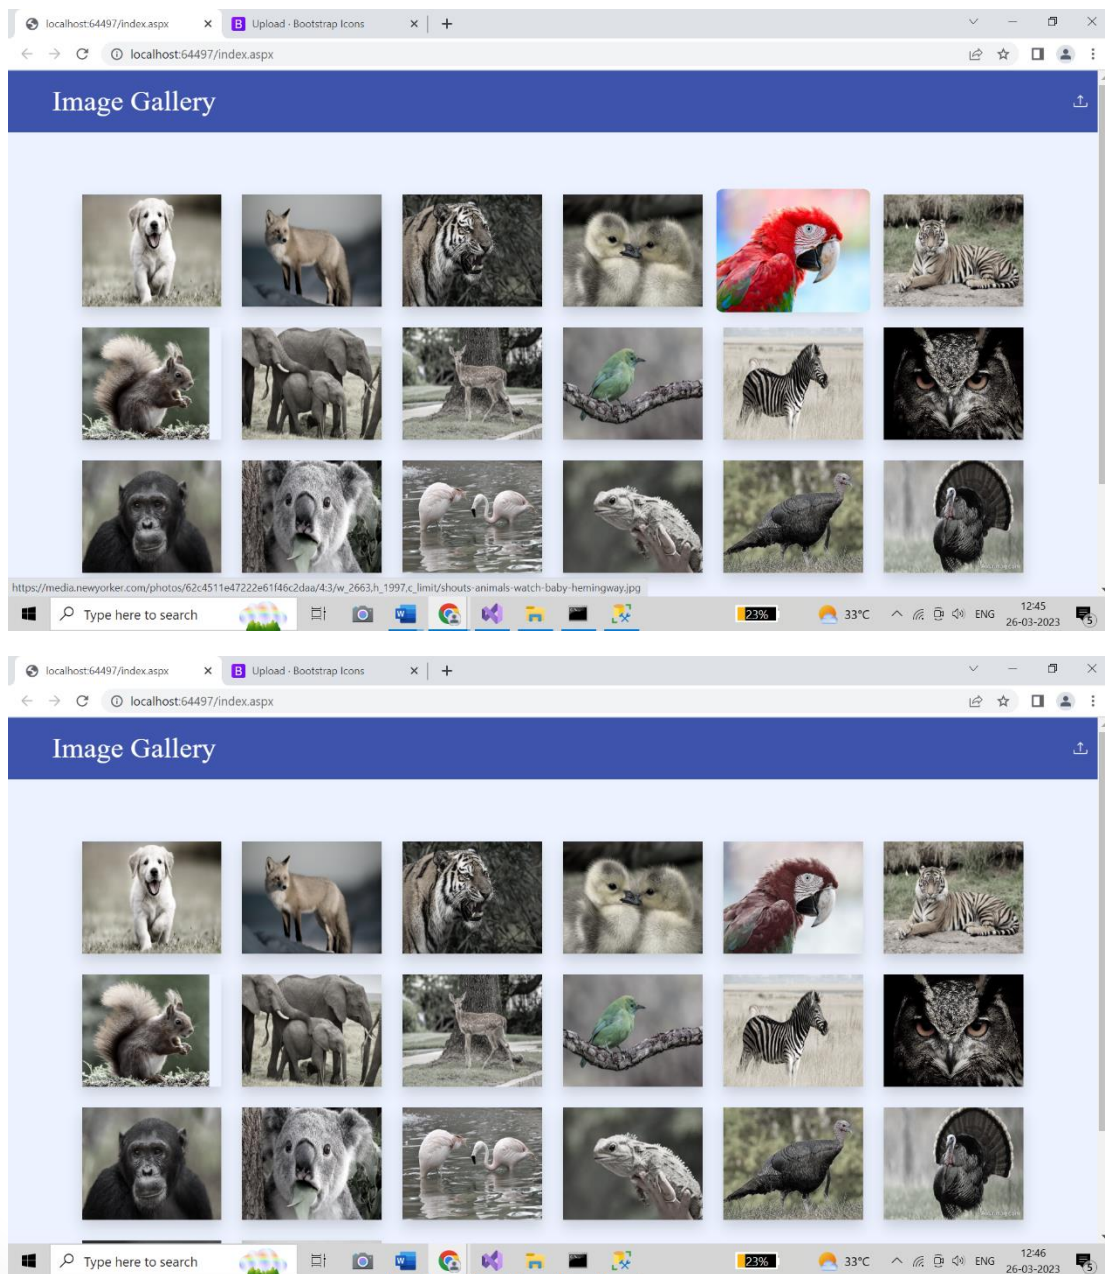 localhost:64497/index.aspx
Upload · Bootstrap Icons
localhost:64497/index.aspx
Image Gallery
https://media.newyorker.com/photos/62c4511e47222e61f46c2daa/4:3/w_2663,h_1997,c_limit/shouts-animals-watch-baby-hemingway.jpg
Type here to search
23%
33°C
ENG
12:45
26-03-2023
5
localhost:64497/index.aspx
Upload · Bootstrap Icons
localhost:64497/index.aspx
Image Gallery
Type here to search
23%
33°C
ENG
12:46
26-03-2023
5